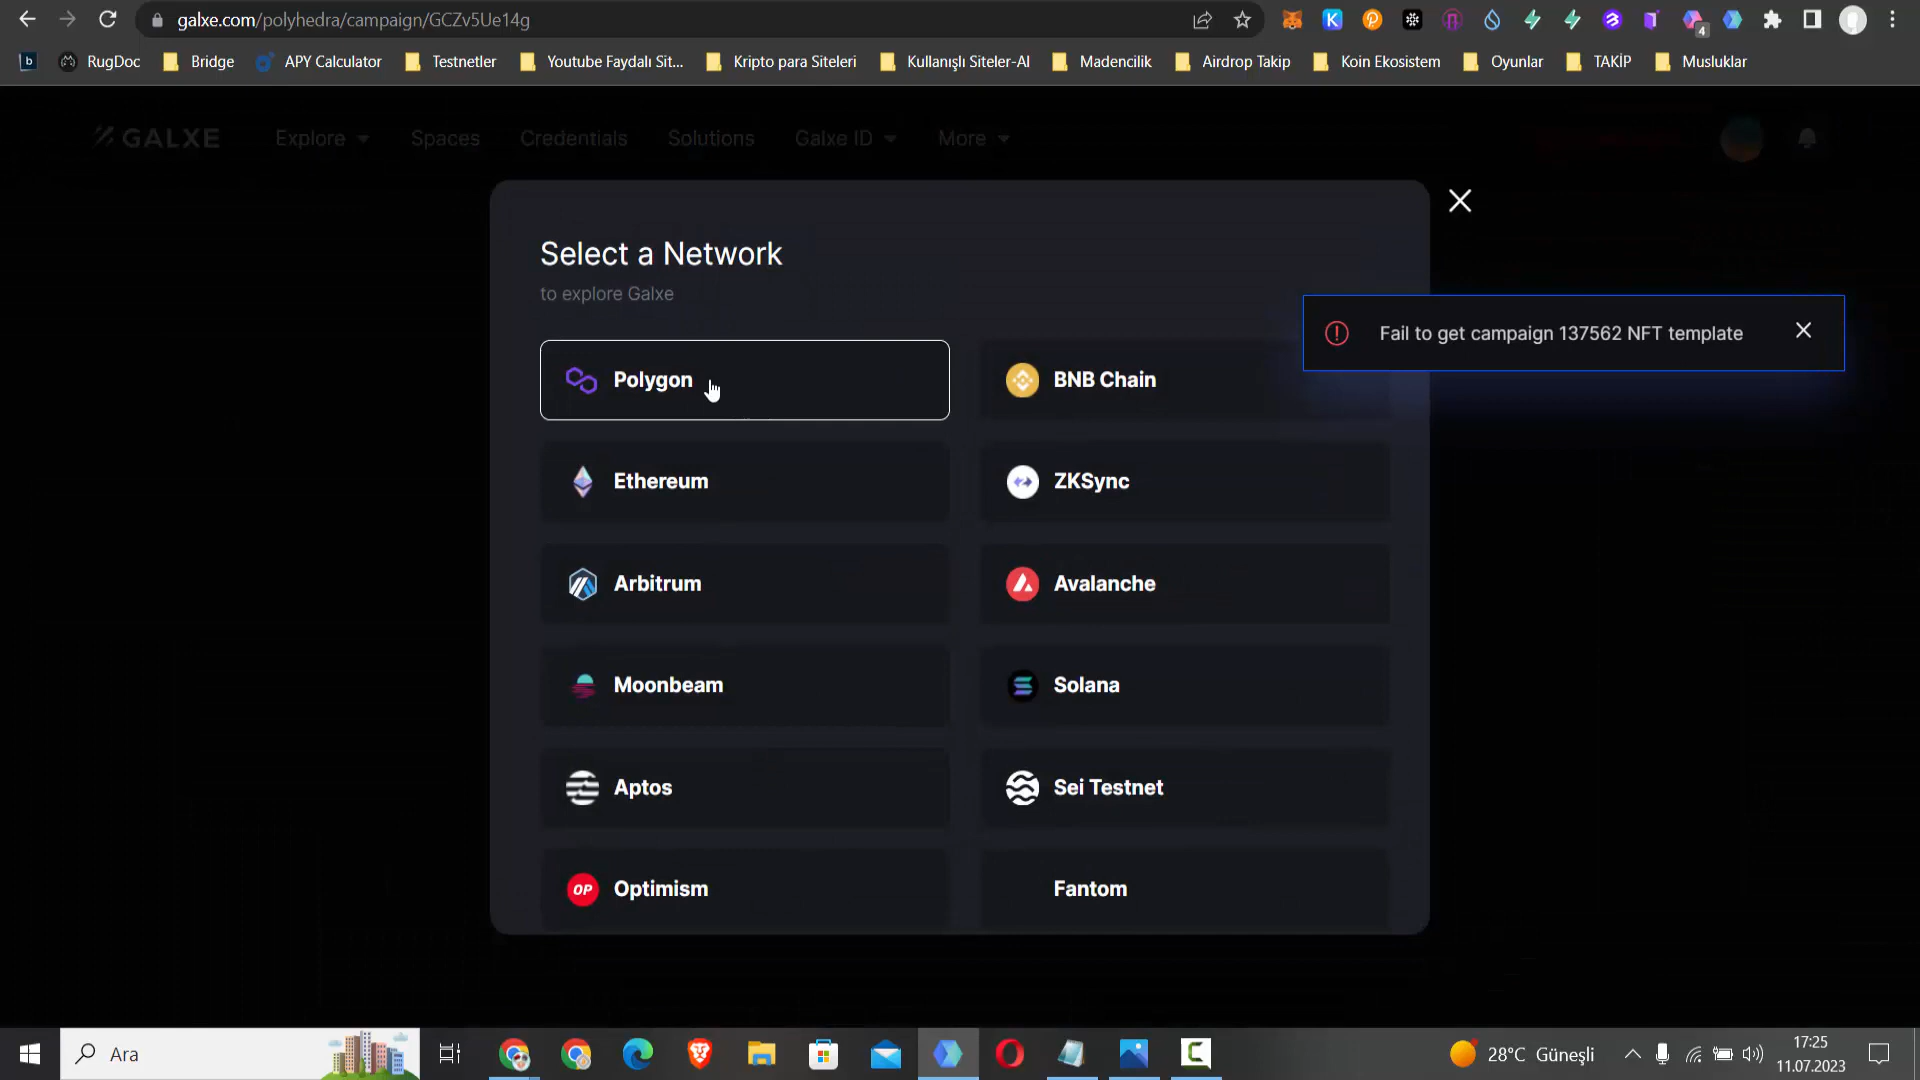 galxe.com/polyhedra/campaign/GCZv5Ue14g
4
b RugDoc Bridge APY Calculator Testnetler Youtube Faydalı Sit... Kripto para Siteleri Kullanışlı Siteler-AI Madencilik Airdrop Takip Koin Ekosistem Oyunlar TAKİP Musluklar
GALXE Explore Spaces Credentials Solutions Galxe ID More
Select a Network
to explore Galxe
Fail to get campaign 137562 NFT template
Polygon BNB Chain
Ethereum ZKSync
Arbitrum Avalanche
Moonbeam Solana
Aptos Sei Testnet
OP Optimism Fantom
Ara
28°C Güneşli
17:25
11.07.2023